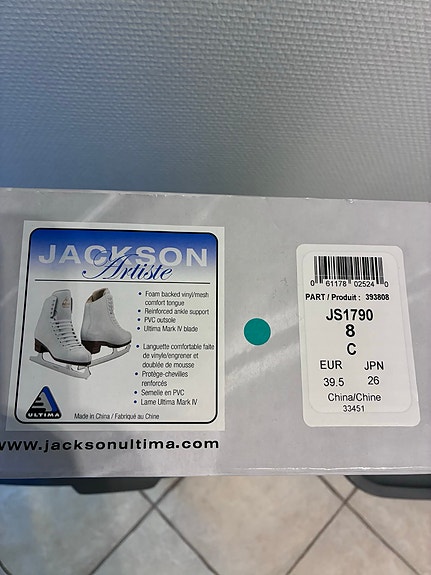 JACKSON
Artiste
• Foam backed vinyl/mesh
comfort tongue
• Reinforced ankle support
• PVC outsole
• Ultima Mark IV blade
• Languette comfortable faite
de vinyle/engrener et
doublée de mousse
• Protège-chevilles
renforcés
• Semelle en PVC
• Lame Ultima Mark IV
ULTIMA
Made in China / Fabriqué au Chine
www.jacksonultima.com
0 61178 02524 0
PART / Produit : 393808
JS1790
8
C
EUR JPN
39.5 26
China/Chine
33451